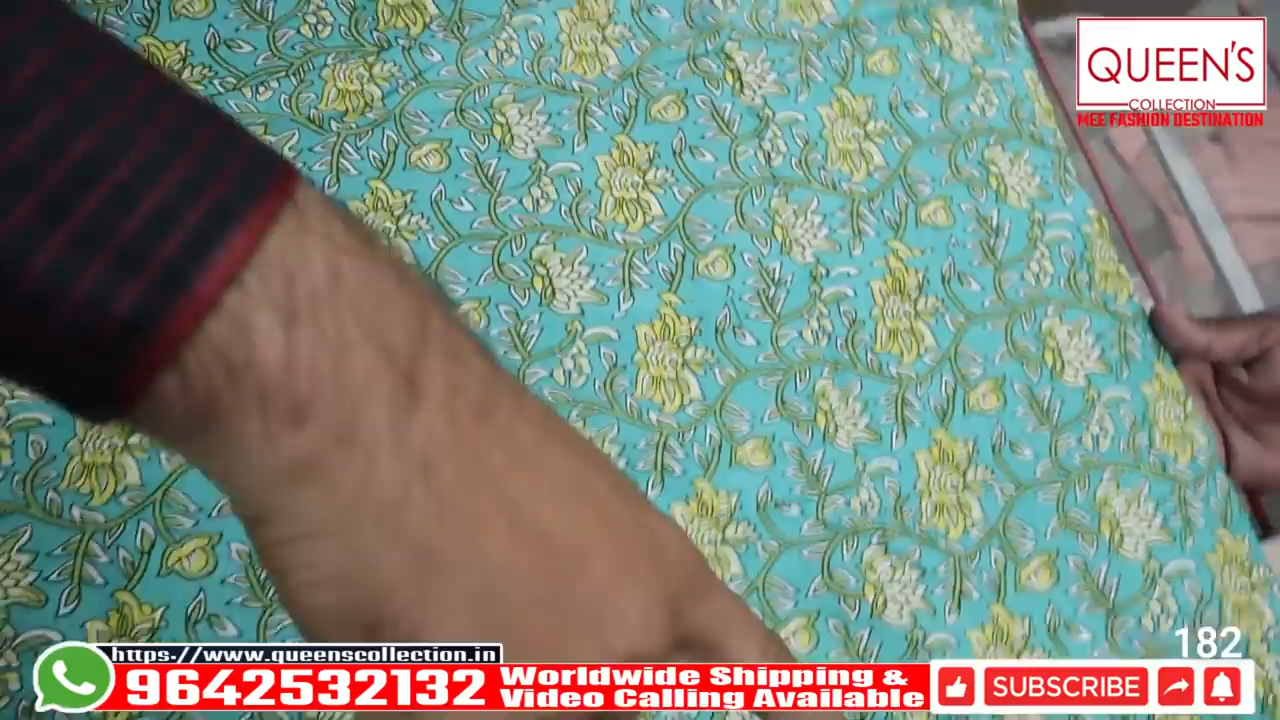 QUEEN'S
COLLECTION
MEE FASHION DESTINATION
182
https://www.queenscollection.in
9642532132
Worldwide Shipping &
Video Calling Available
SUBSCRIBE